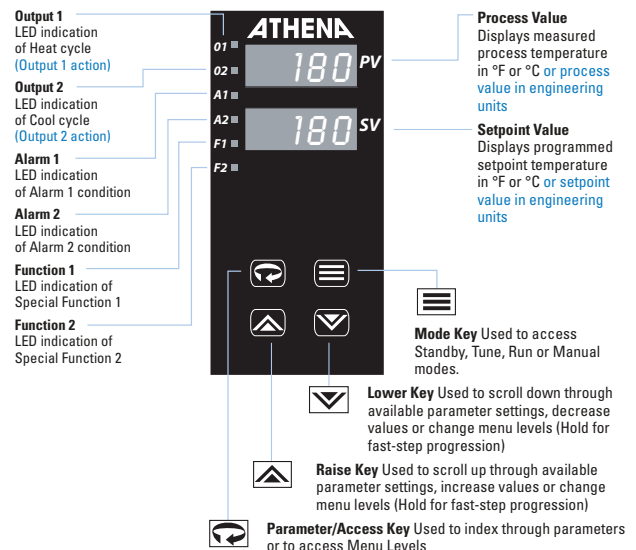 Output 1
LED indication
of Heat cycle
(Output 1 action)
Output 2
LED indication
of Cool cycle
(Output 2 action)
Alarm 1
LED indication
of Alarm 1 condition
Alarm 2
LED indication
of Alarm 2 condition
Function 1
LED indication of
Special Function 1
Function 2
LED indication of
Special Function 2
ATHENA
01
02
A1
A2
F1
F2
180 PV
180 SV
Process Value
Displays measured
process temperature
in °F or °C or process
value in engineering
units
Setpoint Value
Displays programmed
setpoint temperature
in °F or °C or setpoint
value in engineering
units
Mode Key Used to access
Standby, Tune, Run or Manual
modes.
Lower Key Used to scroll down through
available parameter settings, decrease
values or change menu levels (Hold for
fast-step progression)
Raise Key Used to scroll up through available
parameter settings, increase values or change
menu levels (Hold for fast-step progression)
Parameter/Access Key Used to index through parameters
or to access Menu Levels